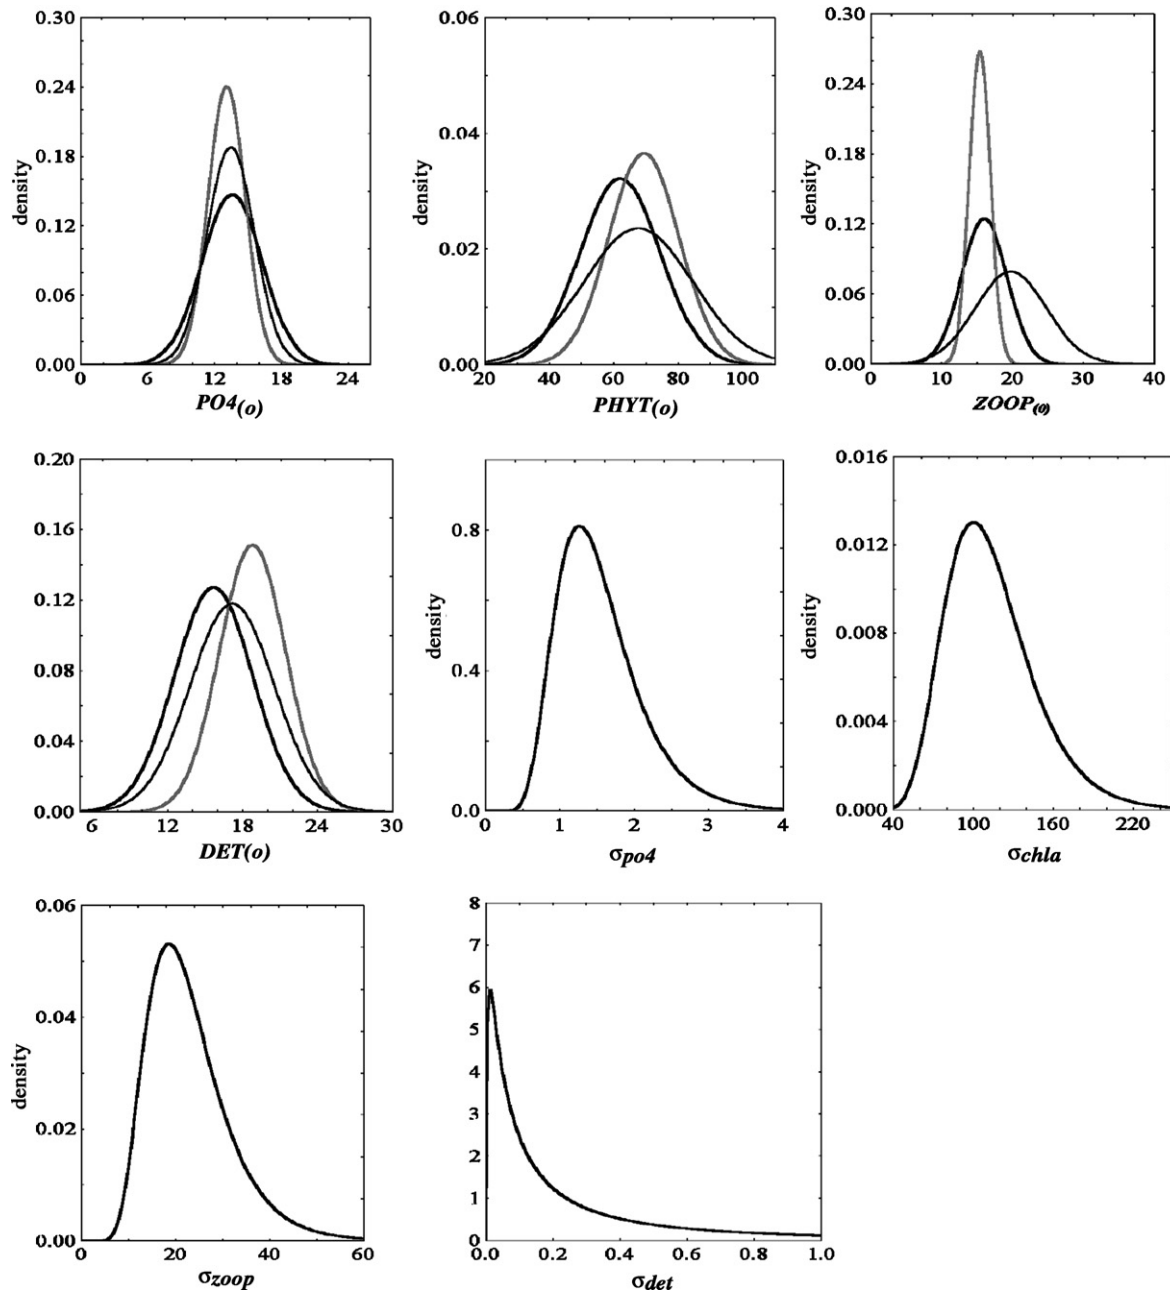 0.30
0.24
0.18
0.12
0.06
0.00
density
0 6 12 18 24
PO4(o)
0.06
0.04
0.02
0.00
density
20 40 60 80 100
PHYT(o)
0.30
0.24
0.18
0.12
0.06
0.00
density
0 10 20 30 40
ZOOP(0)
0.20
0.16
0.12
0.08
0.04
0.00
6 12 18 24 30
DET(o)
0.8
0.4
0.0
density
0 1 2 3 4
σpo4
0.016
0.012
0.008
0.004
0.000
density
40 100 160 220
σchla
0.06
0.04
0.02
0.00
density
0 20 40 60
σzoop
8
7
6
5
4
3
2
1
0
density
0.0 0.2 0.4 0.6 0.8 1.0
σdet